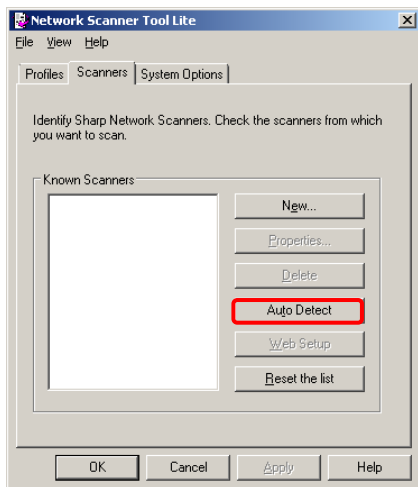 Network Scanner Tool Lite
File View Help
Profiles Scanners System Options
Identify Sharp Network Scanners. Check the scanners from which
you want to scan.
Known Scanners
New...
Properties...
Delete
Auto Detect
Web Setup
Reset the list
OK Cancel Apply Help